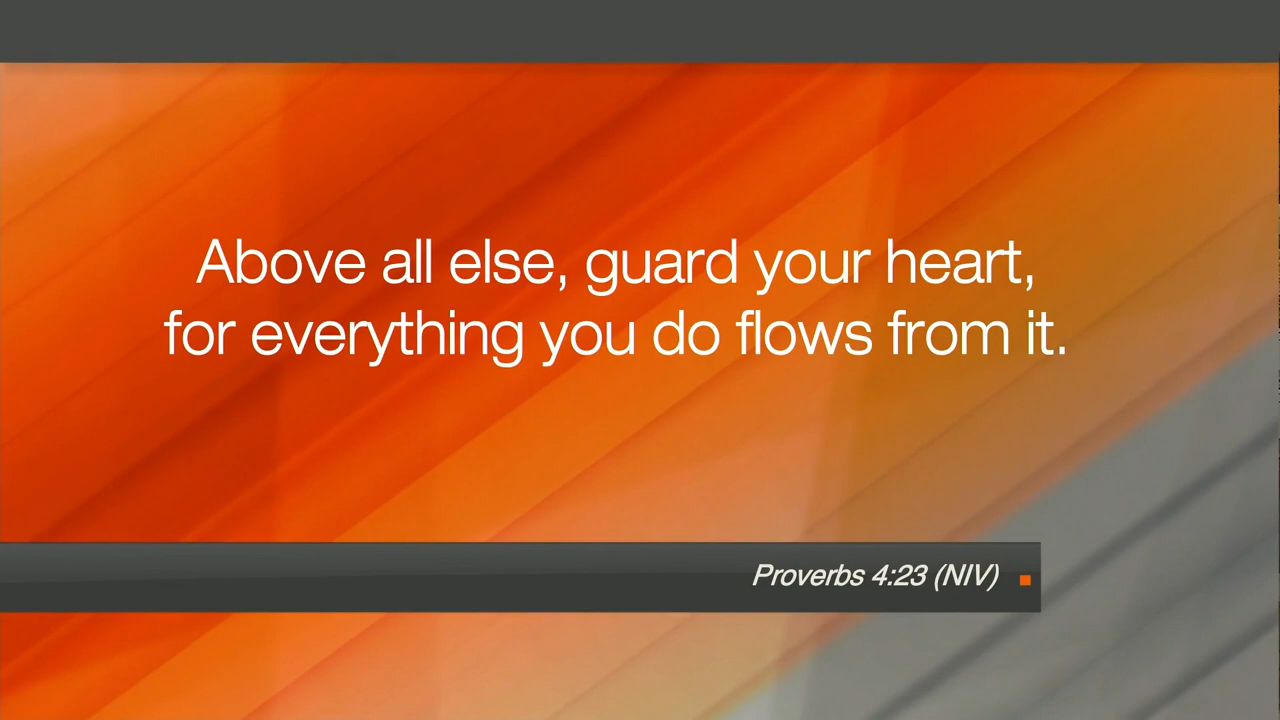 Above all else, guard your heart,
for everything you do flows from it.
Proverbs 4:23 (NIV)